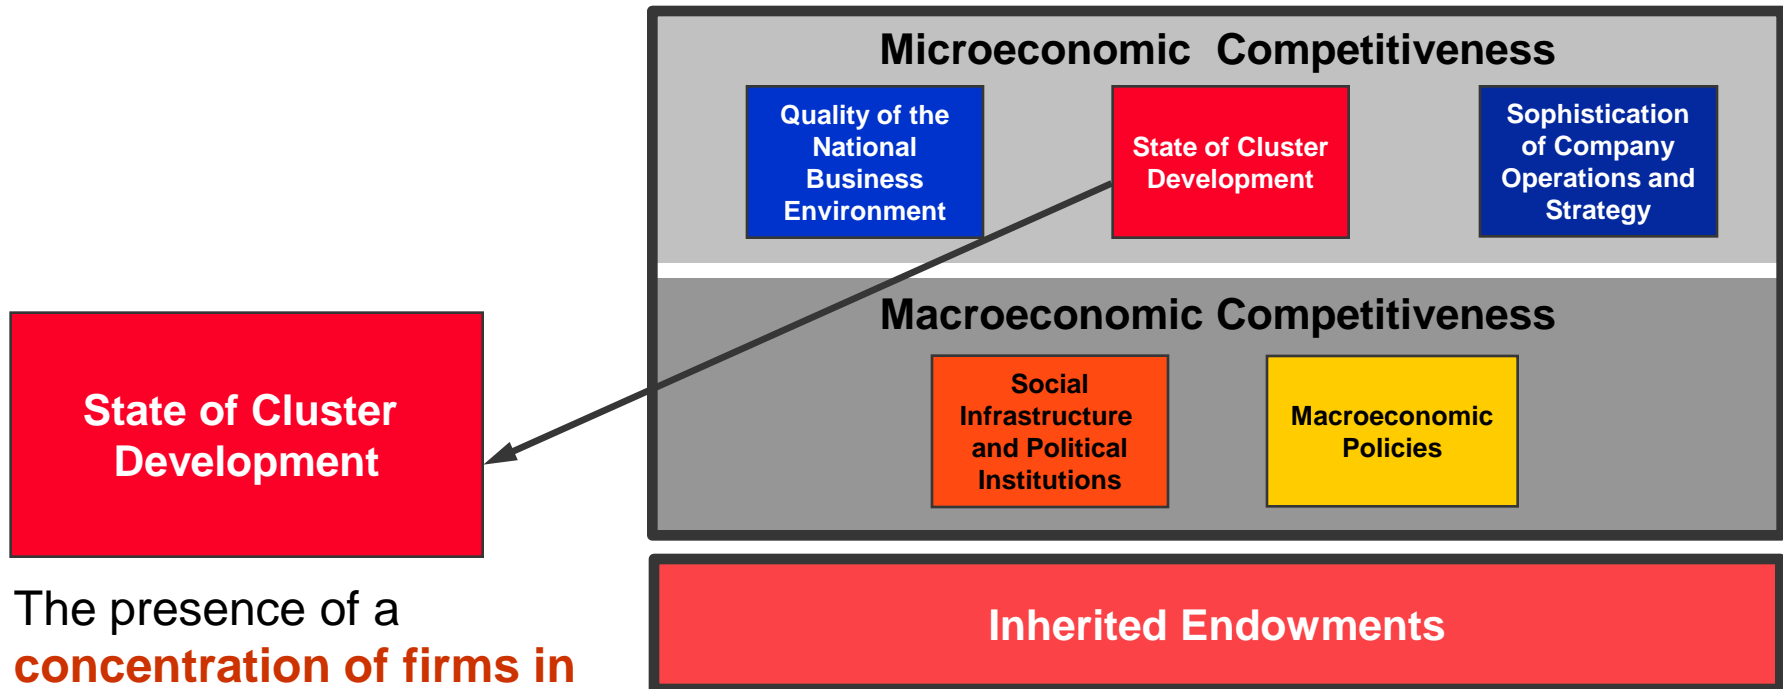 Microeconomic Competitiveness
Quality of the
National
Business
Environment
State of Cluster
Development
Sophistication
of Company
Operations and
Strategy
Macroeconomic Competitiveness
Social
Infrastructure
and Political
Institutions
Macroeconomic
Policies
State of Cluster
Development
The presence of a
concentration of firms in
Inherited Endowments